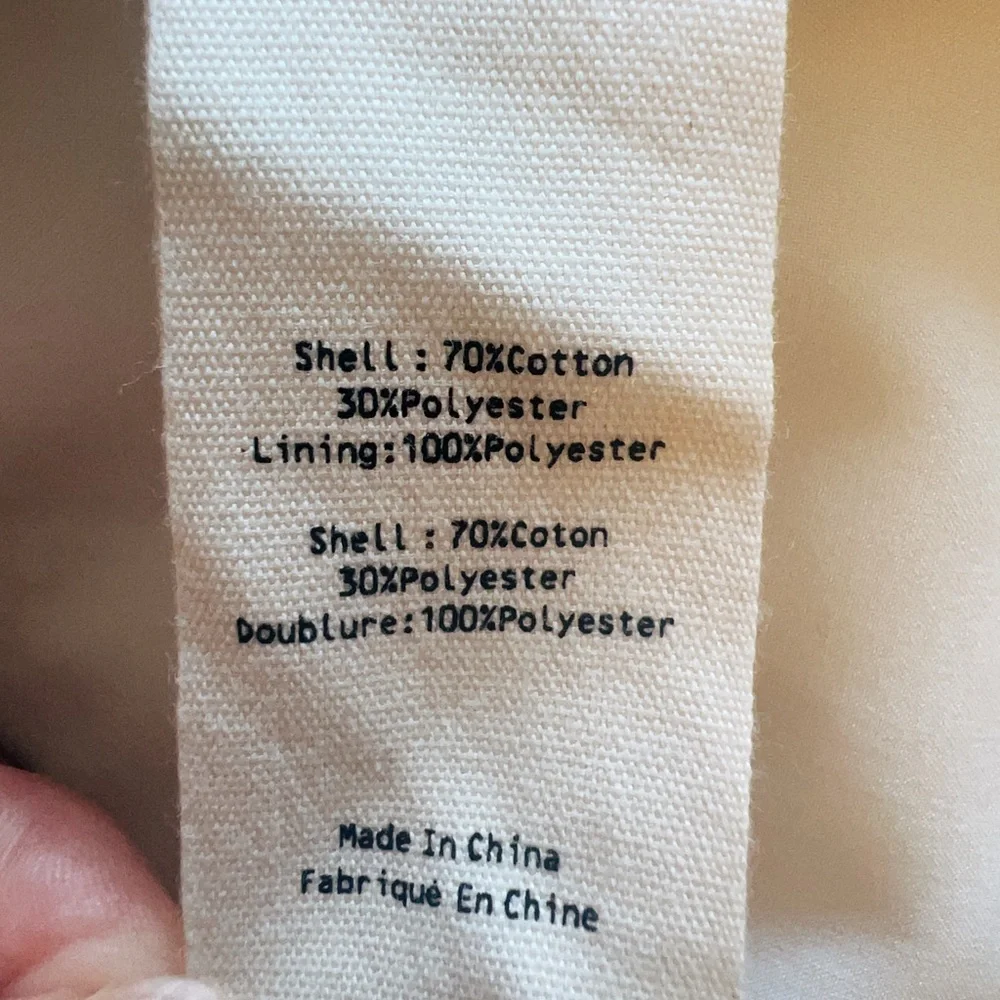 Shell : 70%Cotton
30%Polyester
Lining:100%Polyester
Shell : 70%Coton
30%Polyester
Doublure:100%Polyester
Made In China
Fabriqué En Chine